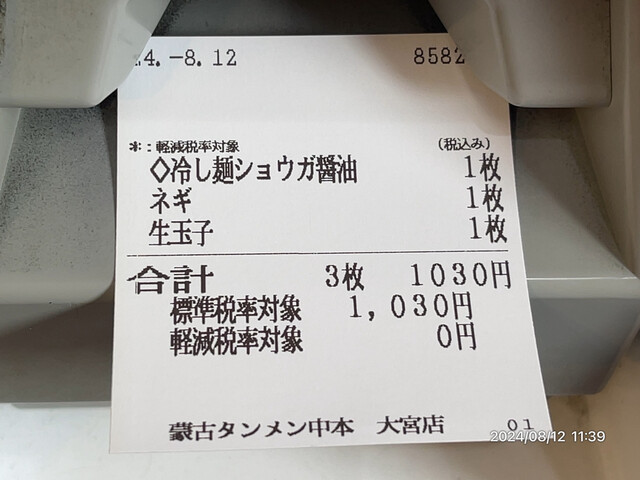 4.-8.12 8582
*:軽減税率対象 (税込み)
◇冷し麺ショウガ醤油 1枚
ネギ 1枚
生玉子 1枚
合計 3枚 1030円
標準税率対象 1,030円
軽減税率対象 0円
蒙古タンメン中本 大宮店 01
2024/08/12 11:39